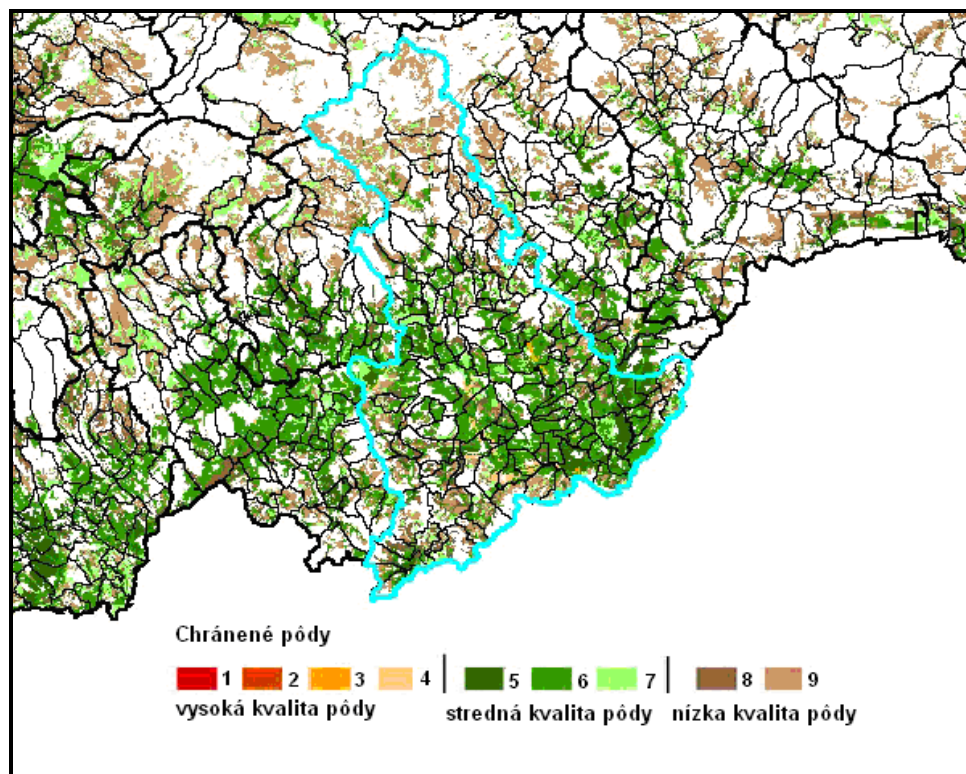 Chránené pôdy
1 2 3 4 5 6 7 8 9
vysoká kvalita pôdy stredná kvalita pôdy nízka kvalita pôdy